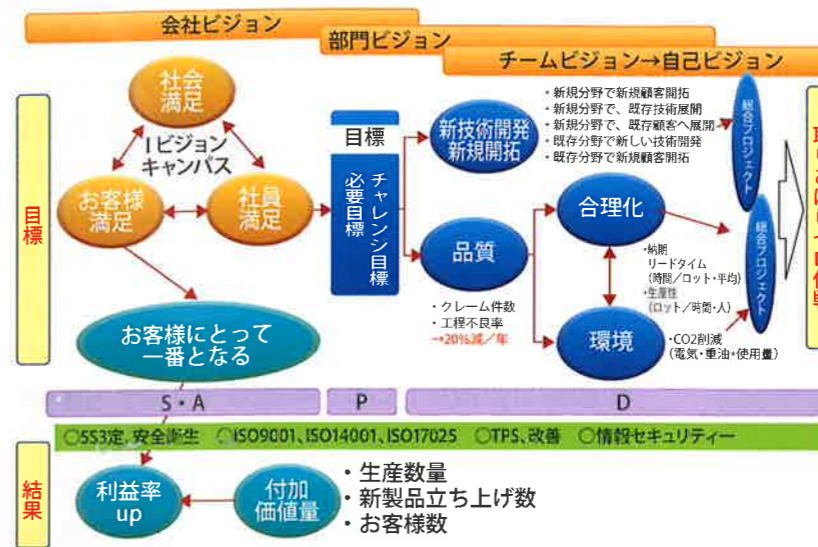 会社ビジョン
部門ビジョン
チームビジョン→自己ビジョン
目標
社会
満足
Iビジョン
キャンパス
お客様
満足
社員
満足
お客様にとって
一番となる
目標
チャレンジ目標
必要目標
新技術開発
新規開拓
・新規分野で新規顧客開拓
・新規分野で、既存技術展開
・新規分野で、既存顧客へ展開
・既存分野で新しい技術開発
・既存分野で新規顧客開拓
総合プロジェクト
品質
・クレーム件数
・工程不良率
→20%減/年
合理化
・納期
リードタイム
(時間/ロット・平均)
・生産性
(ロット/時間・人)
環境
・CO2削減
(電気・重油・使用量)
総合プロジェクト
S・A
P
D
○5S3定,安全衛生 ○ISO9001、ISO14001、ISO17025 ○TPS、改善 ○情報セキュリティー
結果
利益率
up
付加
価値量
・生産数量
・新製品立ち上げ数
・お客様数